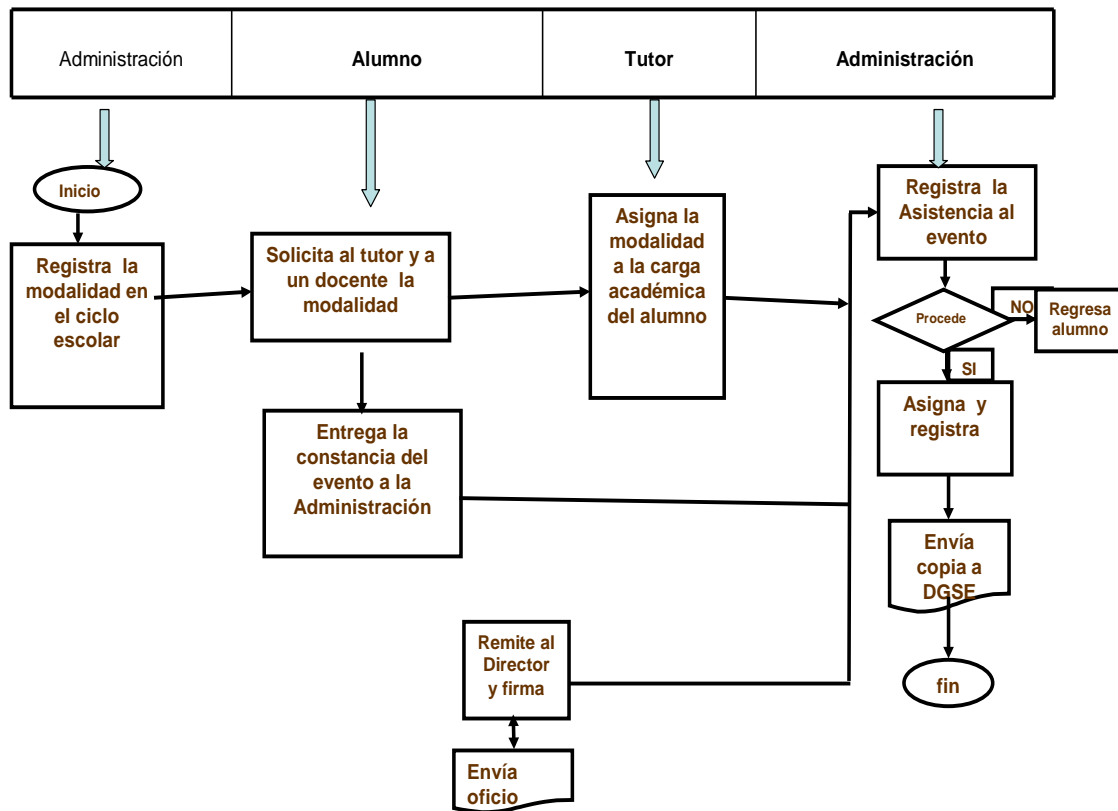 Administración
Alumno
Tutor
Administración
Inicio
Registra la
modalidad en
el ciclo
escolar
Solicita al tutor y a
un docente la
modalidad
Entrega la
constancia del
evento a la
Administración
Asigna la
modalidad
a la carga
académica
del alumno
Registra la
Asistencia al
evento
Procede
NO
Regresa
alumno
SI
Asigna y
registra
Envía
copia a
DGSE
fin
Remite al
Director
y firma
Envía
oficio